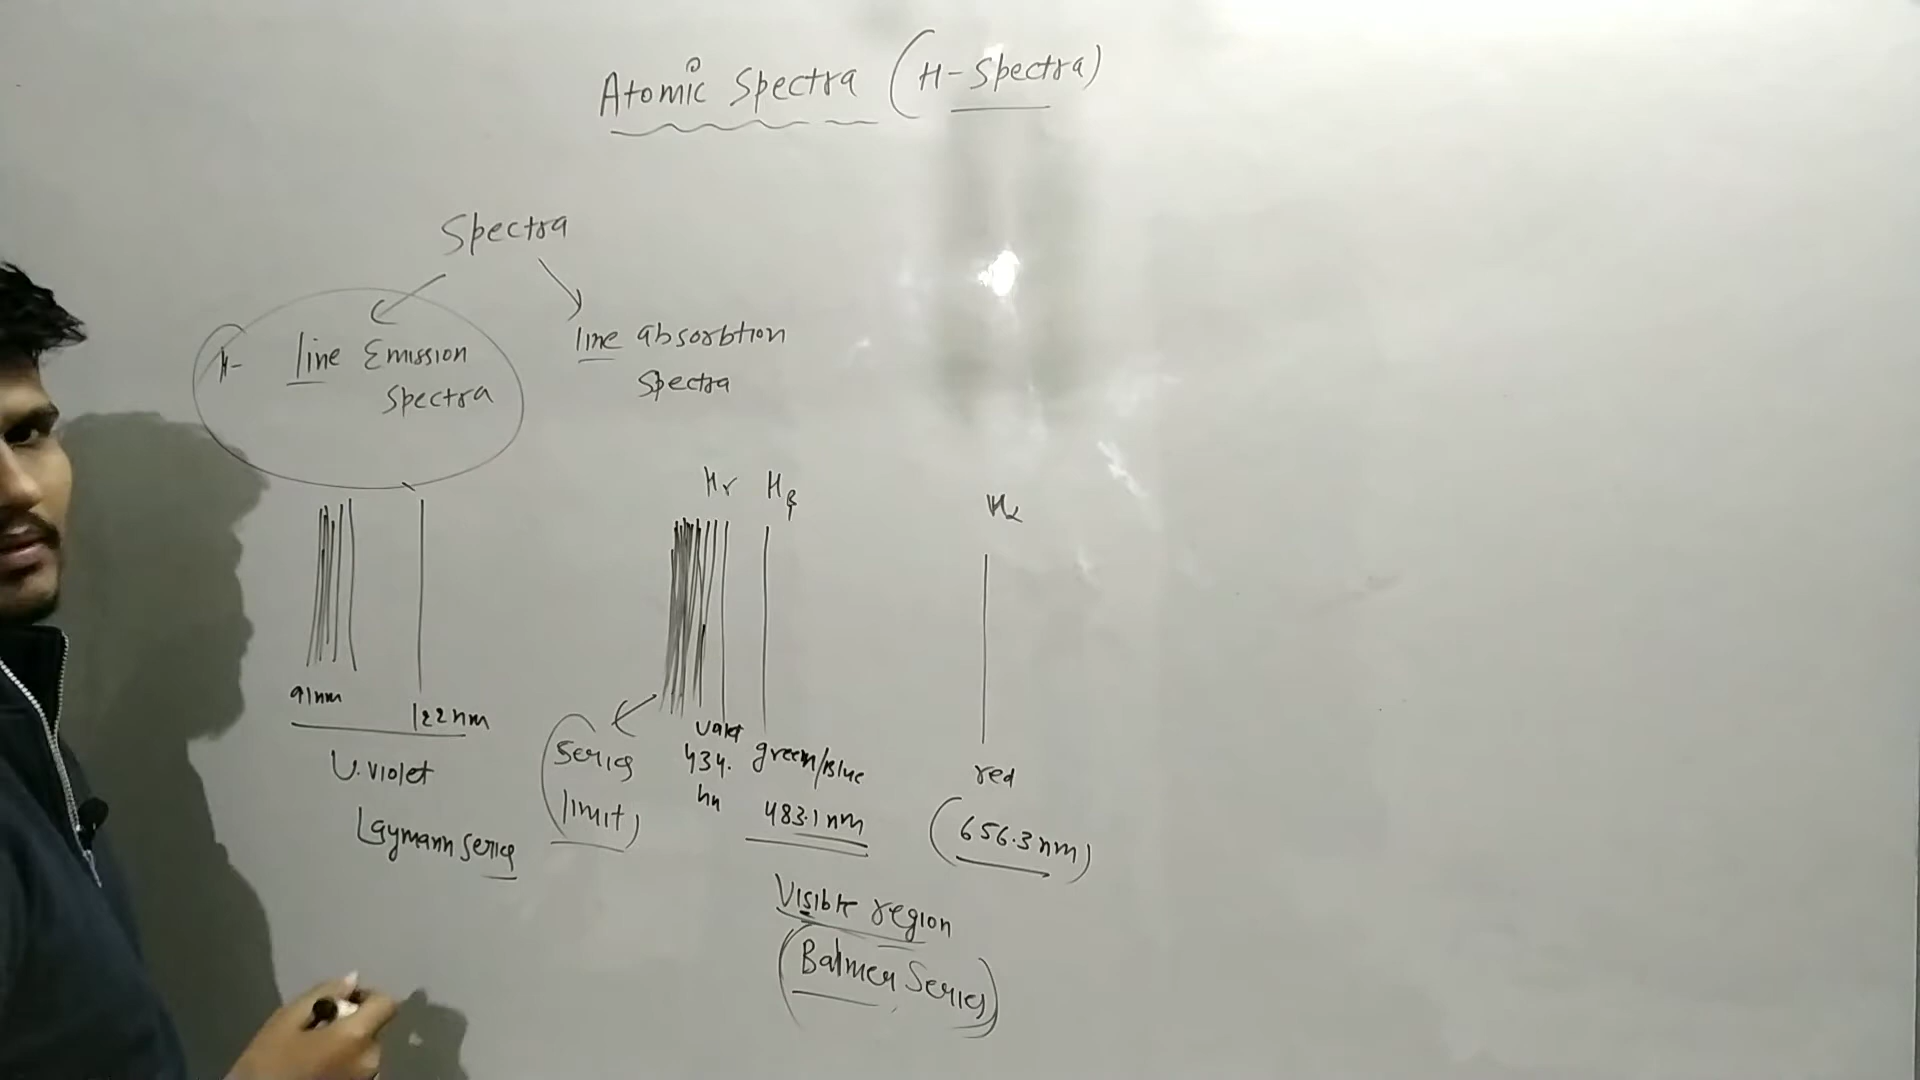 Atomic Spectra (H-Spectra)
Spectra
H- line Emission
Spectra
line absorbtion
Spectra
Hγ Hβ
Hα
91nm
122nm
U.violet
Laymann Series
Series
limit)
434.
nm
green/Blue
483.1nm
red
(656.3nm)
Visible region
(Balmer Series)